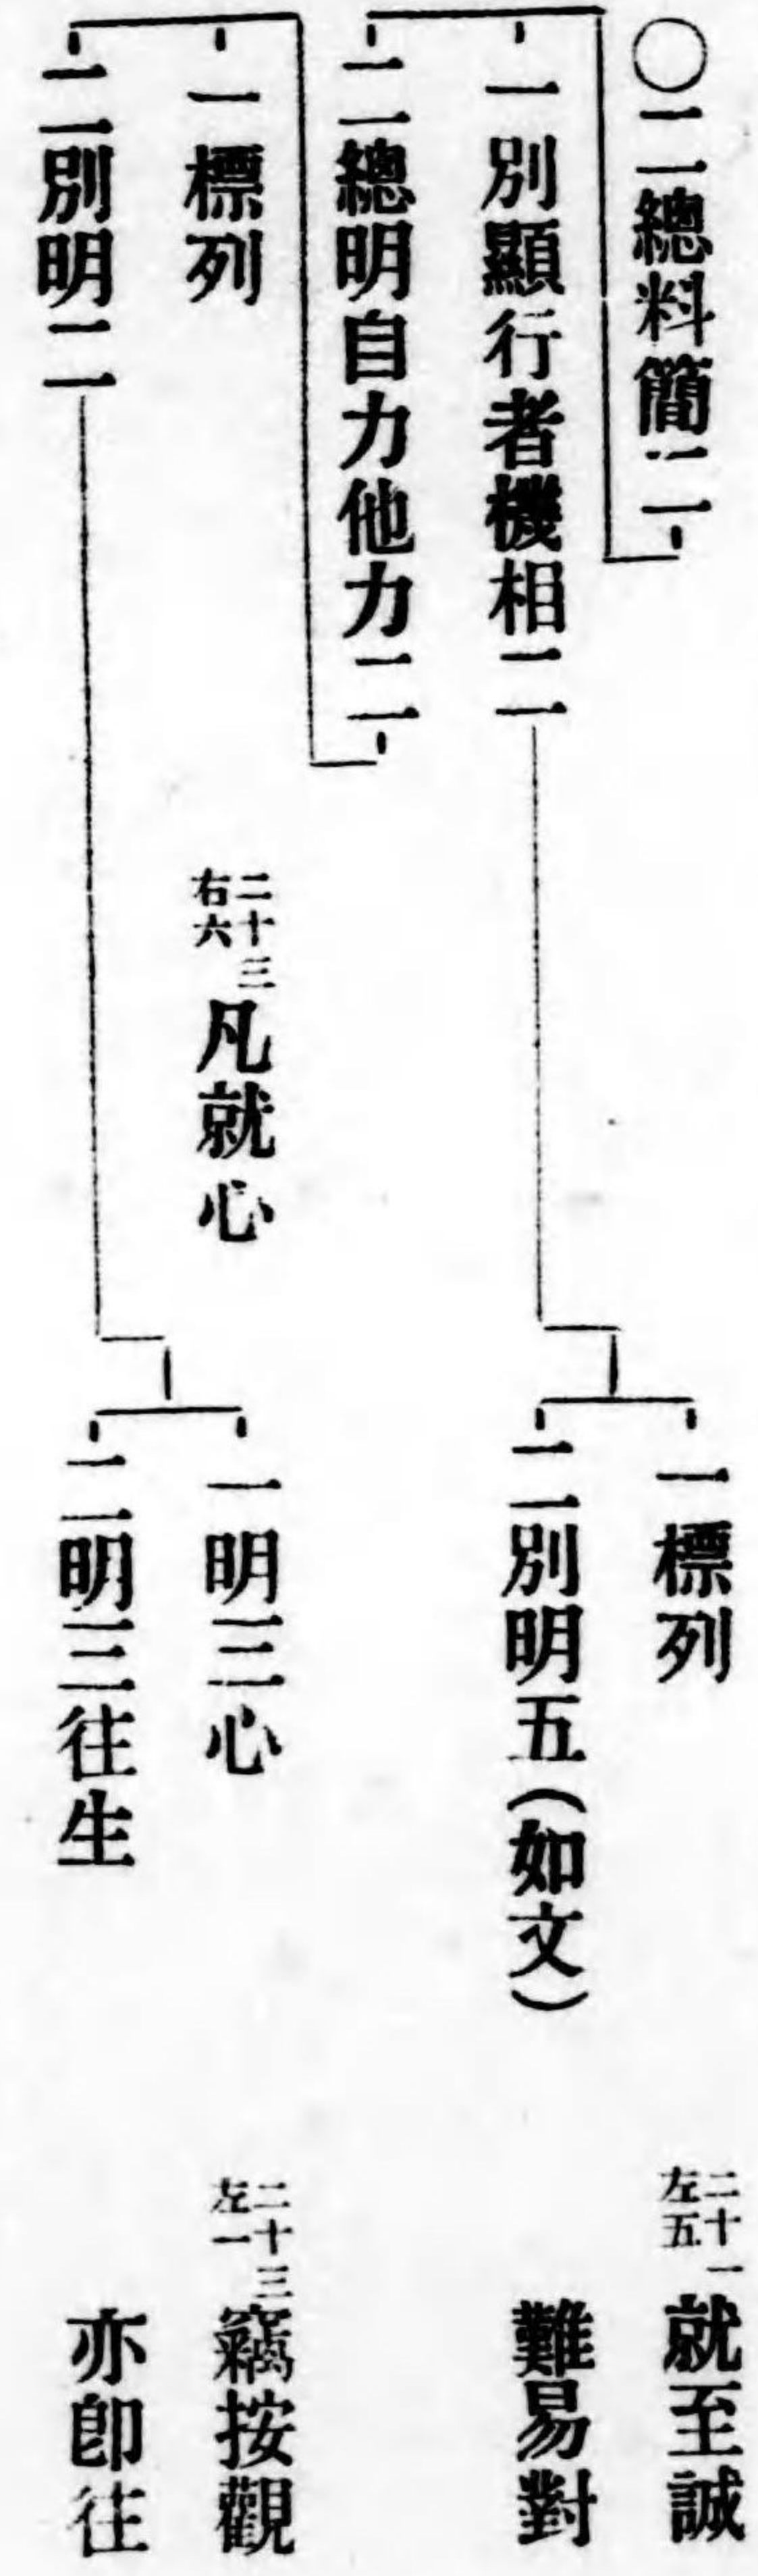 ○二總料簡二
一別顯行者機相二
一標列
二十一左五
就至誠
二別明五(如文)
難易對
二總明自力他力二
一標列
二十三右六
凡就心
二別明二
一明三心
二十三左一
竊按觀
二明三往生
亦卽往